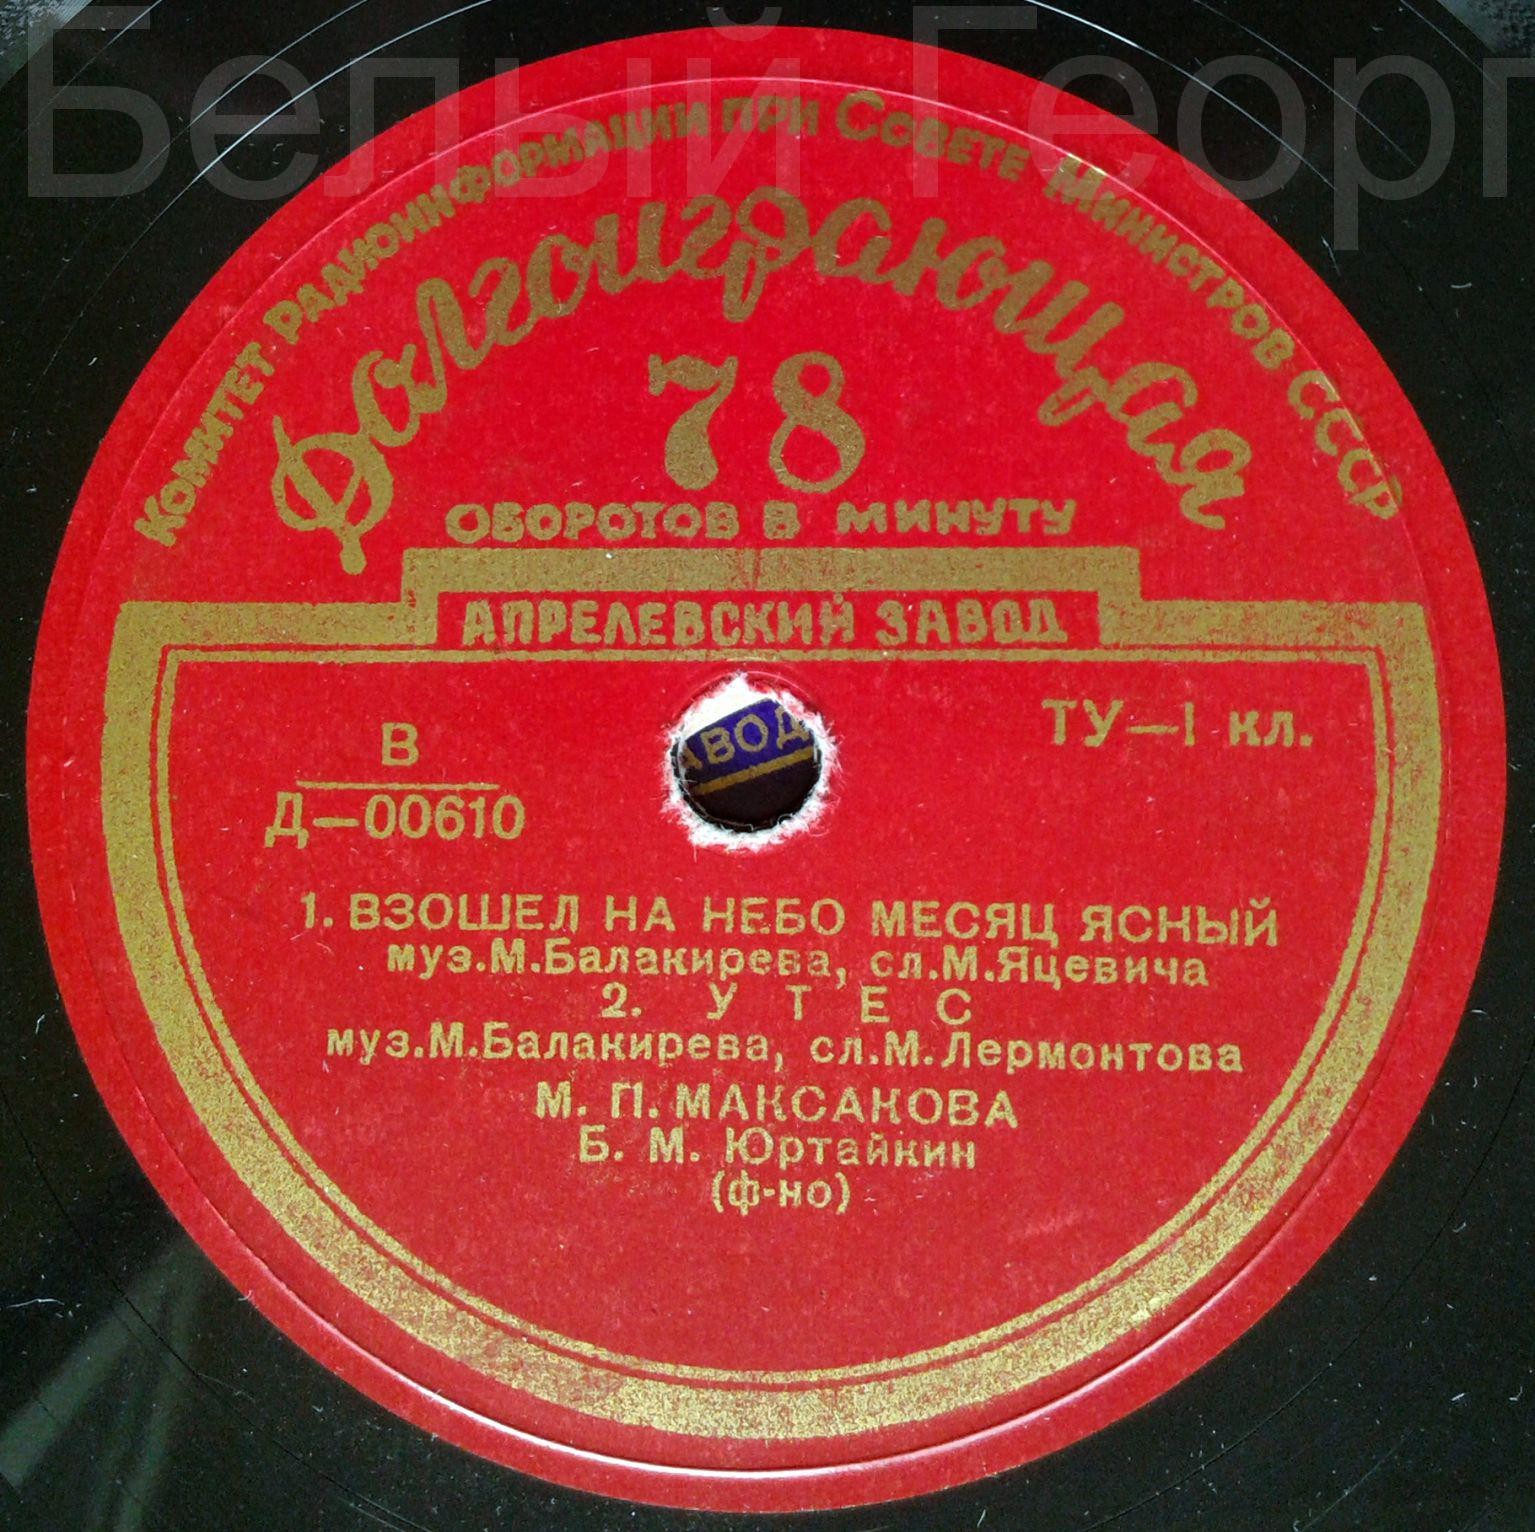 Белый Георг
Комитет радиоинформации при Совете Министров СССР
Долгоиграющая
78
ОБОРОТОВ В МИНУТУ
АПРЕЛЕВСКИЙ ЗАВОД
АВОД
ТУ—I кл.
В
Д—00610
1. ВЗОШЕЛ НА НЕБО МЕСЯЦ ЯСНЫЙ
муз.М.Балакирева, сл.М.Яцевича
2. УТЕС
муз.М.Балакирева, сл.М.Лермонтова
М. П. МАКСАКОВА
Б. М. Юртайкин
(ф-но)